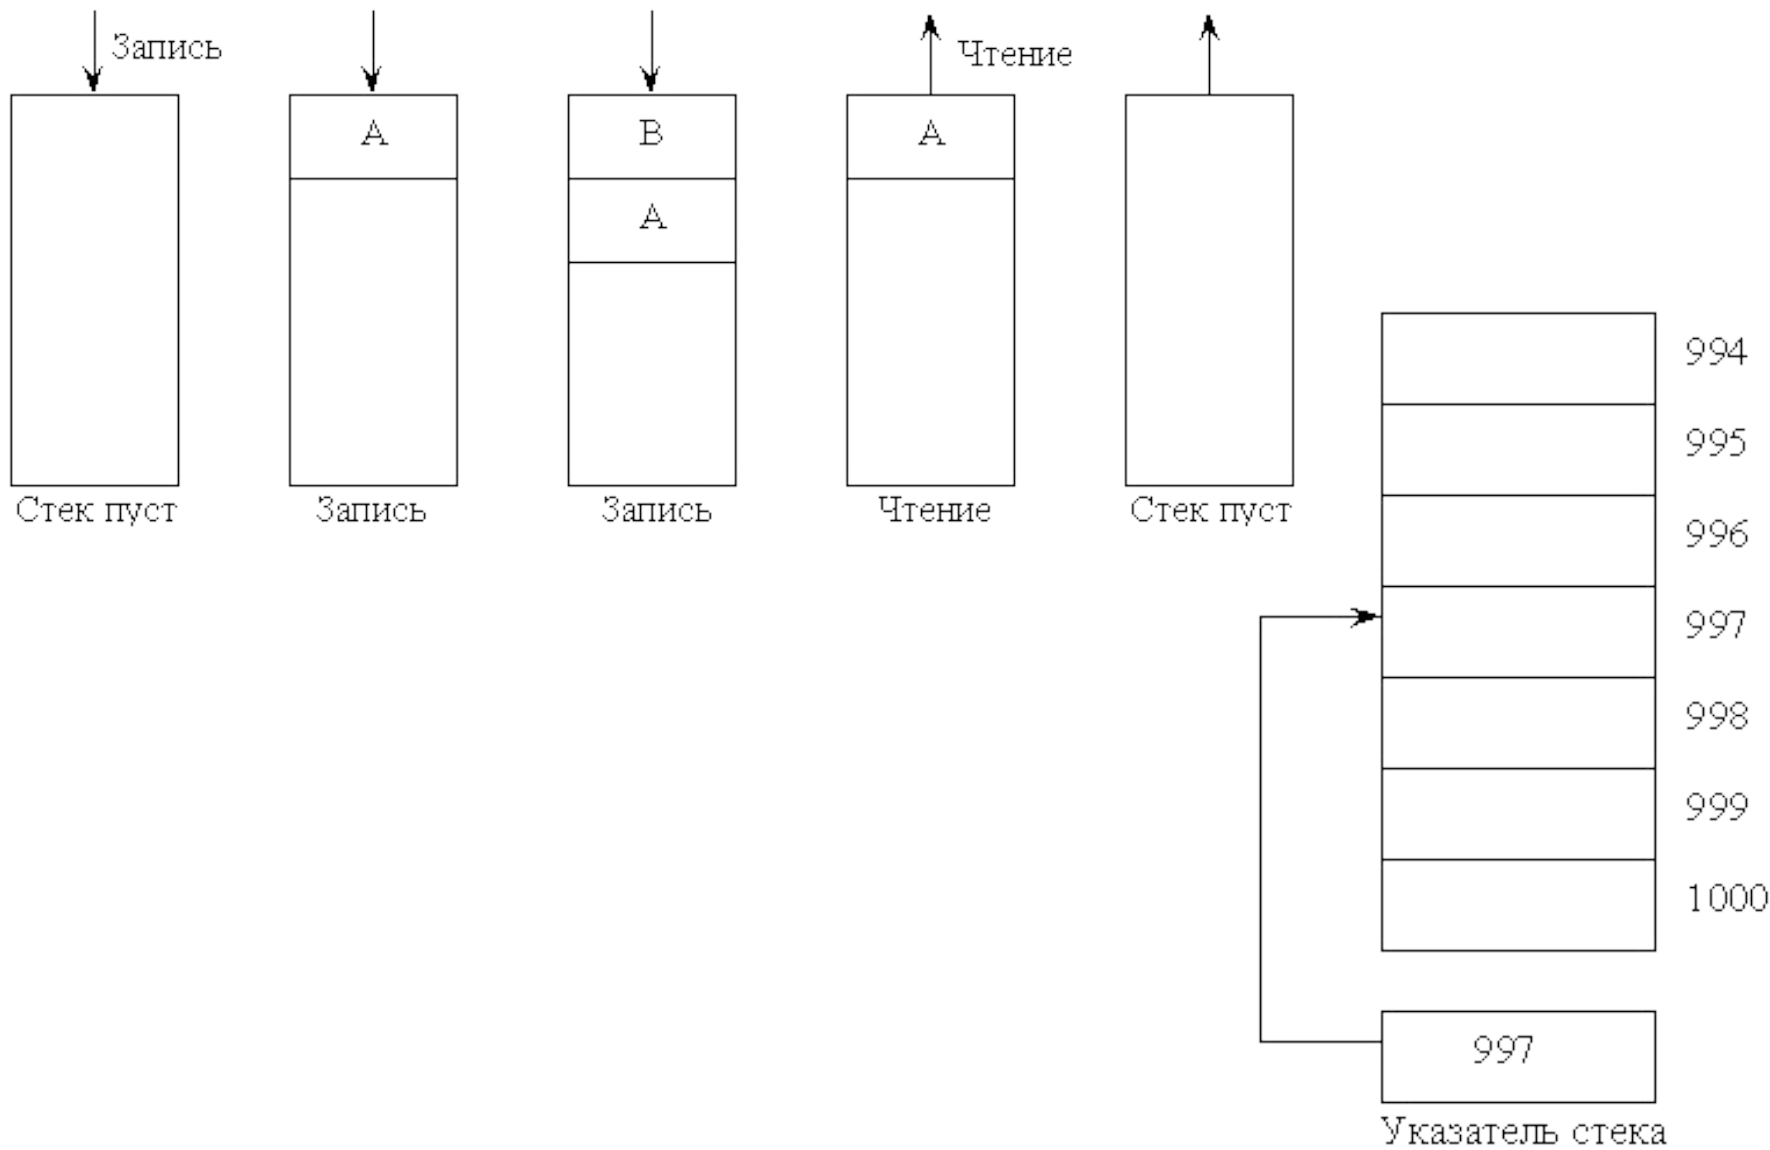 Запись
Чтение
A
B
A
A
Стек пуст
Запись
Запись
Чтение
Стек пуст
994
995
996
997
998
999
1000
997
Указатель стека